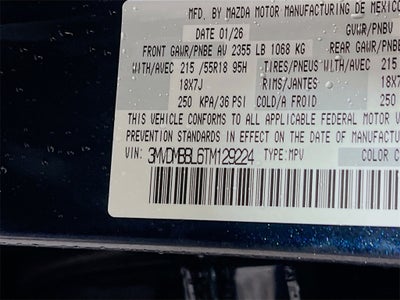 MFD. BY MAZDA MOTOR MANUFACTURING DE MEXICO
DATE 01/26 GVWR/PNBV
FRONT GAWR/PNBE AV 2355 LB 1068 KG REAR GAWR/PNBE
WITH/AVEC 215 /55R18 95H TIRES/PNEUS WITH/AVEC 215
18X7J RIMS/JANTES 18X7J
250 KPA/36 PSI COLD/A FROID 250
THIS VEHICLE CONFORMS TO ALL APPLICABLE FEDERAL MOTOR V
PREVENTION STANDARDS IN EFFECT ON THE DATE OF MANUFACTUR
VIN: 3MVDMBBL6TM129224 TYPE: MPV COLOR C